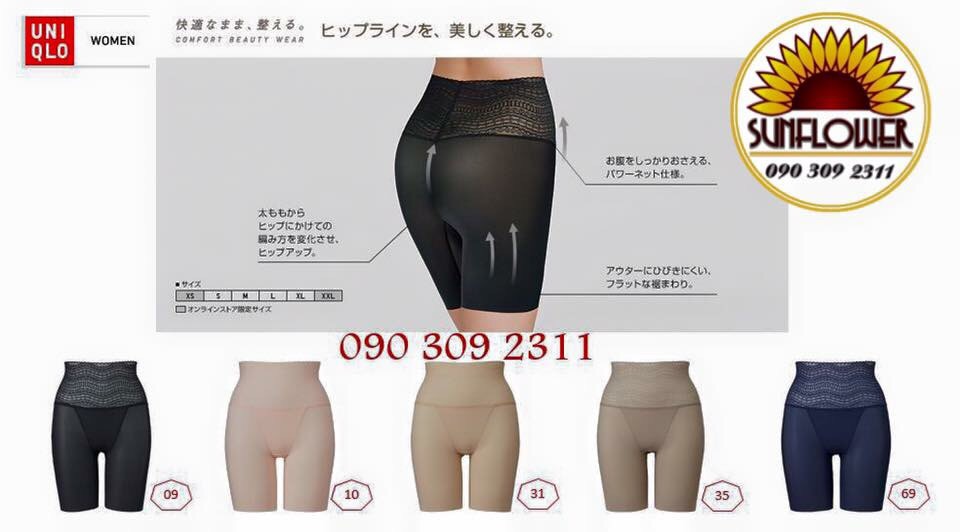 UNI
QLO
WOMEN
快適なまま、整える。
COMFORT BEAUTY WEAR
ヒップラインを、美しく整える。
SUNFLOWER
090 309 2311
お腹をしっかりおさえる、
パワーネット仕様。
太ももから
ヒップにかけての
編み方を変化させ、
ヒップアップ。
アウターにひびきにくい、
フラットな裾まわり。
■ サイズ
XS S M L XL XXL
オンラインストア限定サイズ
090 309 2311
09
10
31
35
69